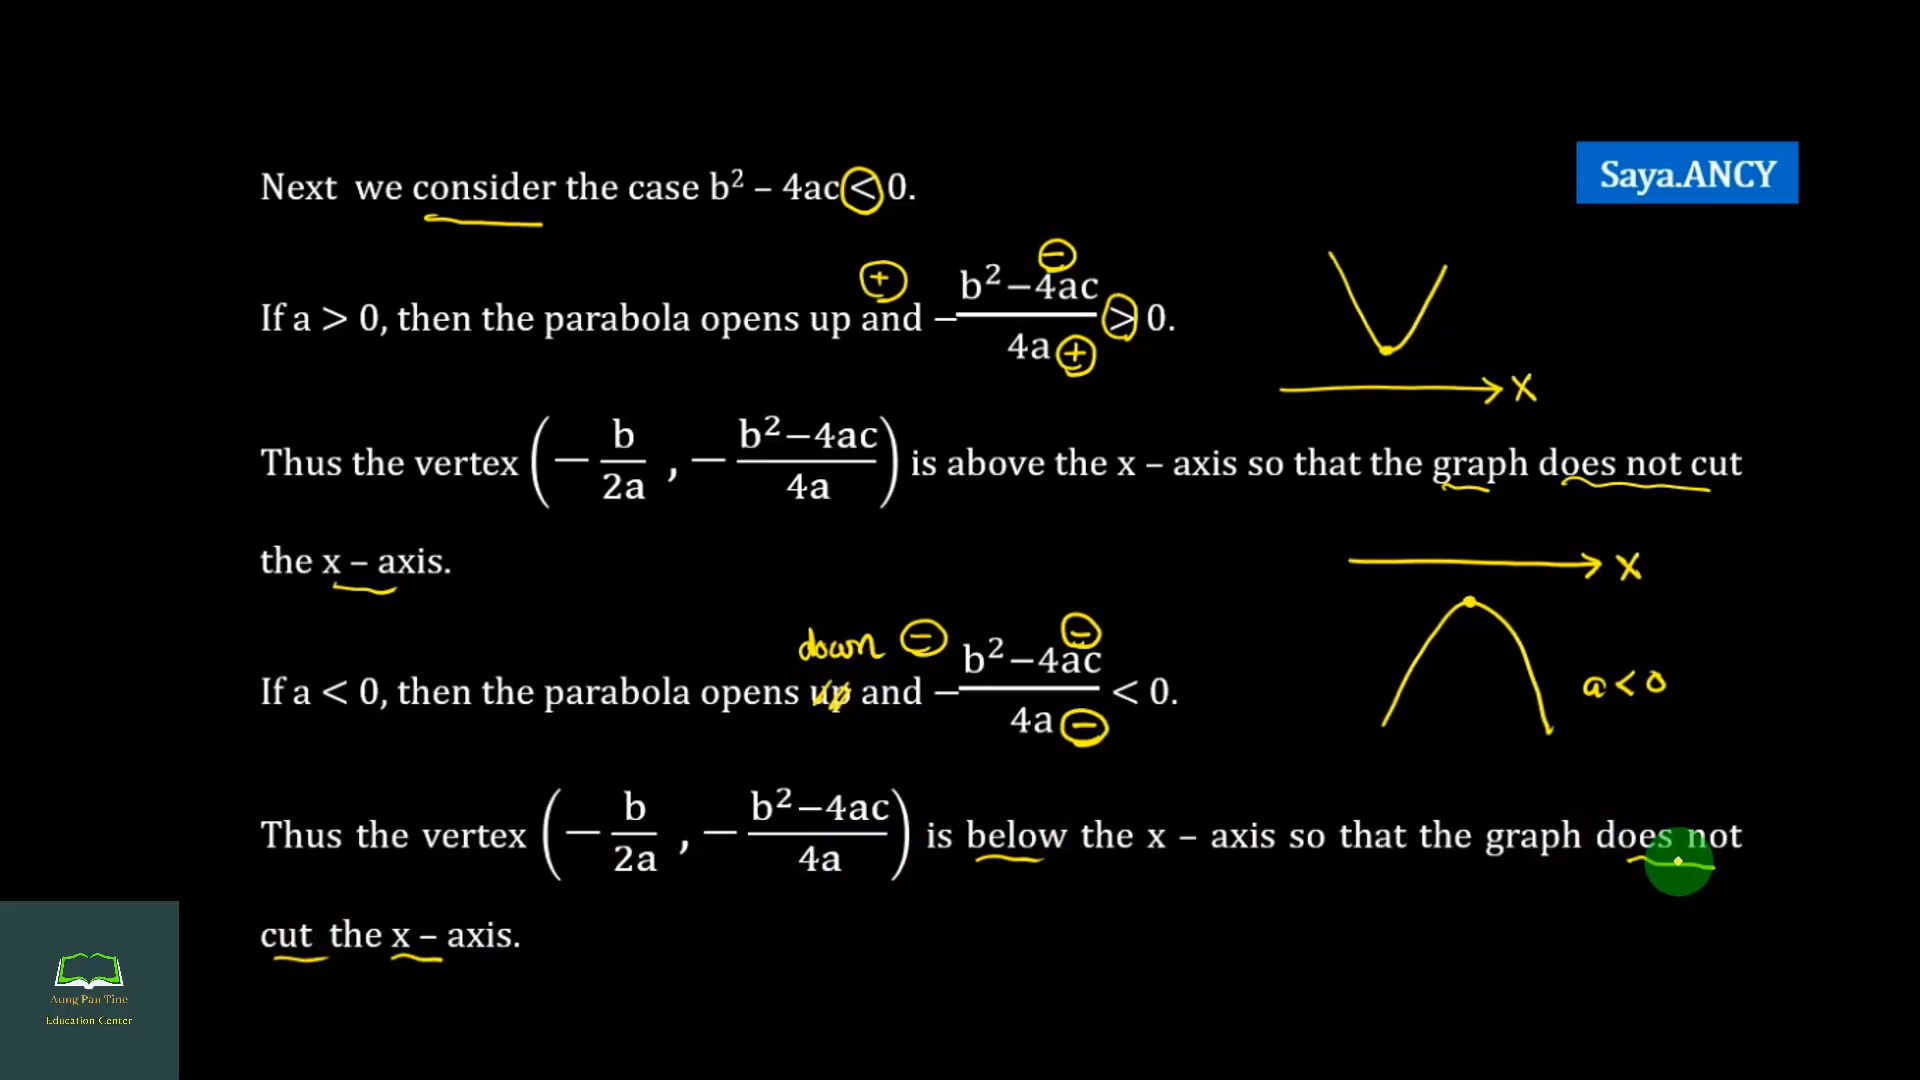 Saya.ANCY
Next we consider the case b² – 4ac < 0.
If a > 0, then the parabola opens up and (+) −(b²−4ac (−))/(4a (+)) > 0.
X
Thus the vertex (−b/2a , −(b²−4ac)/4a) is above the x – axis so that the graph does not cut
the x – axis.
X
down (−)
If a < 0, then the parabola opens up and −(b²−4ac (−))/(4a (−)) < 0.
a < 0
Thus the vertex (−b/2a , −(b²−4ac)/4a) is below the x – axis so that the graph does not
cut the x – axis.
Aung Pan Tine
Education Center